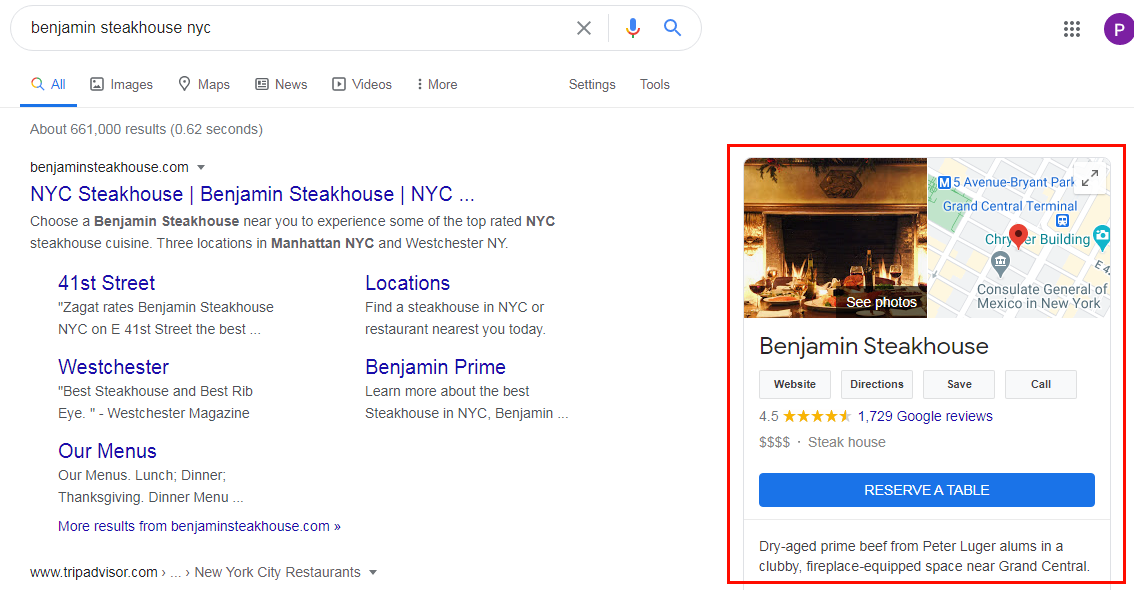 benjamin steakhouse nyc
P
All
Images
Maps
News
Videos
More
Settings
Tools
About 661,000 results (0.62 seconds)
benjaminsteakhouse.com
NYC Steakhouse | Benjamin Steakhouse | NYC ...
Choose a Benjamin Steakhouse near you to experience some of the top rated NYC
steakhouse cuisine. Three locations in Manhattan NYC and Westchester NY.
41st Street
"Zagat rates Benjamin Steakhouse
NYC on E 41st Street the best ...
Locations
Find a steakhouse in NYC or
restaurant nearest you today.
Westchester
"Best Steakhouse and Best Rib
Eye. " - Westchester Magazine
Benjamin Prime
Learn more about the best
Steakhouse in NYC, Benjamin ...
Our Menus
Our Menus. Lunch; Dinner;
Thanksgiving. Dinner Menu ...
More results from benjaminsteakhouse.com »
www.tripadvisor.com › ... › New York City Restaurants
See photos
M 5 Avenue-Bryant Park
Grand Central Terminal
Building
E 4
Consulate General of
Mexico in New York
Benjamin Steakhouse
Website
Directions
Save
Call
4.5 1,729 Google reviews
$$$$ · Steak house
RESERVE A TABLE
Dry-aged prime beef from Peter Luger alums in a
clubby, fireplace-equipped space near Grand Central.